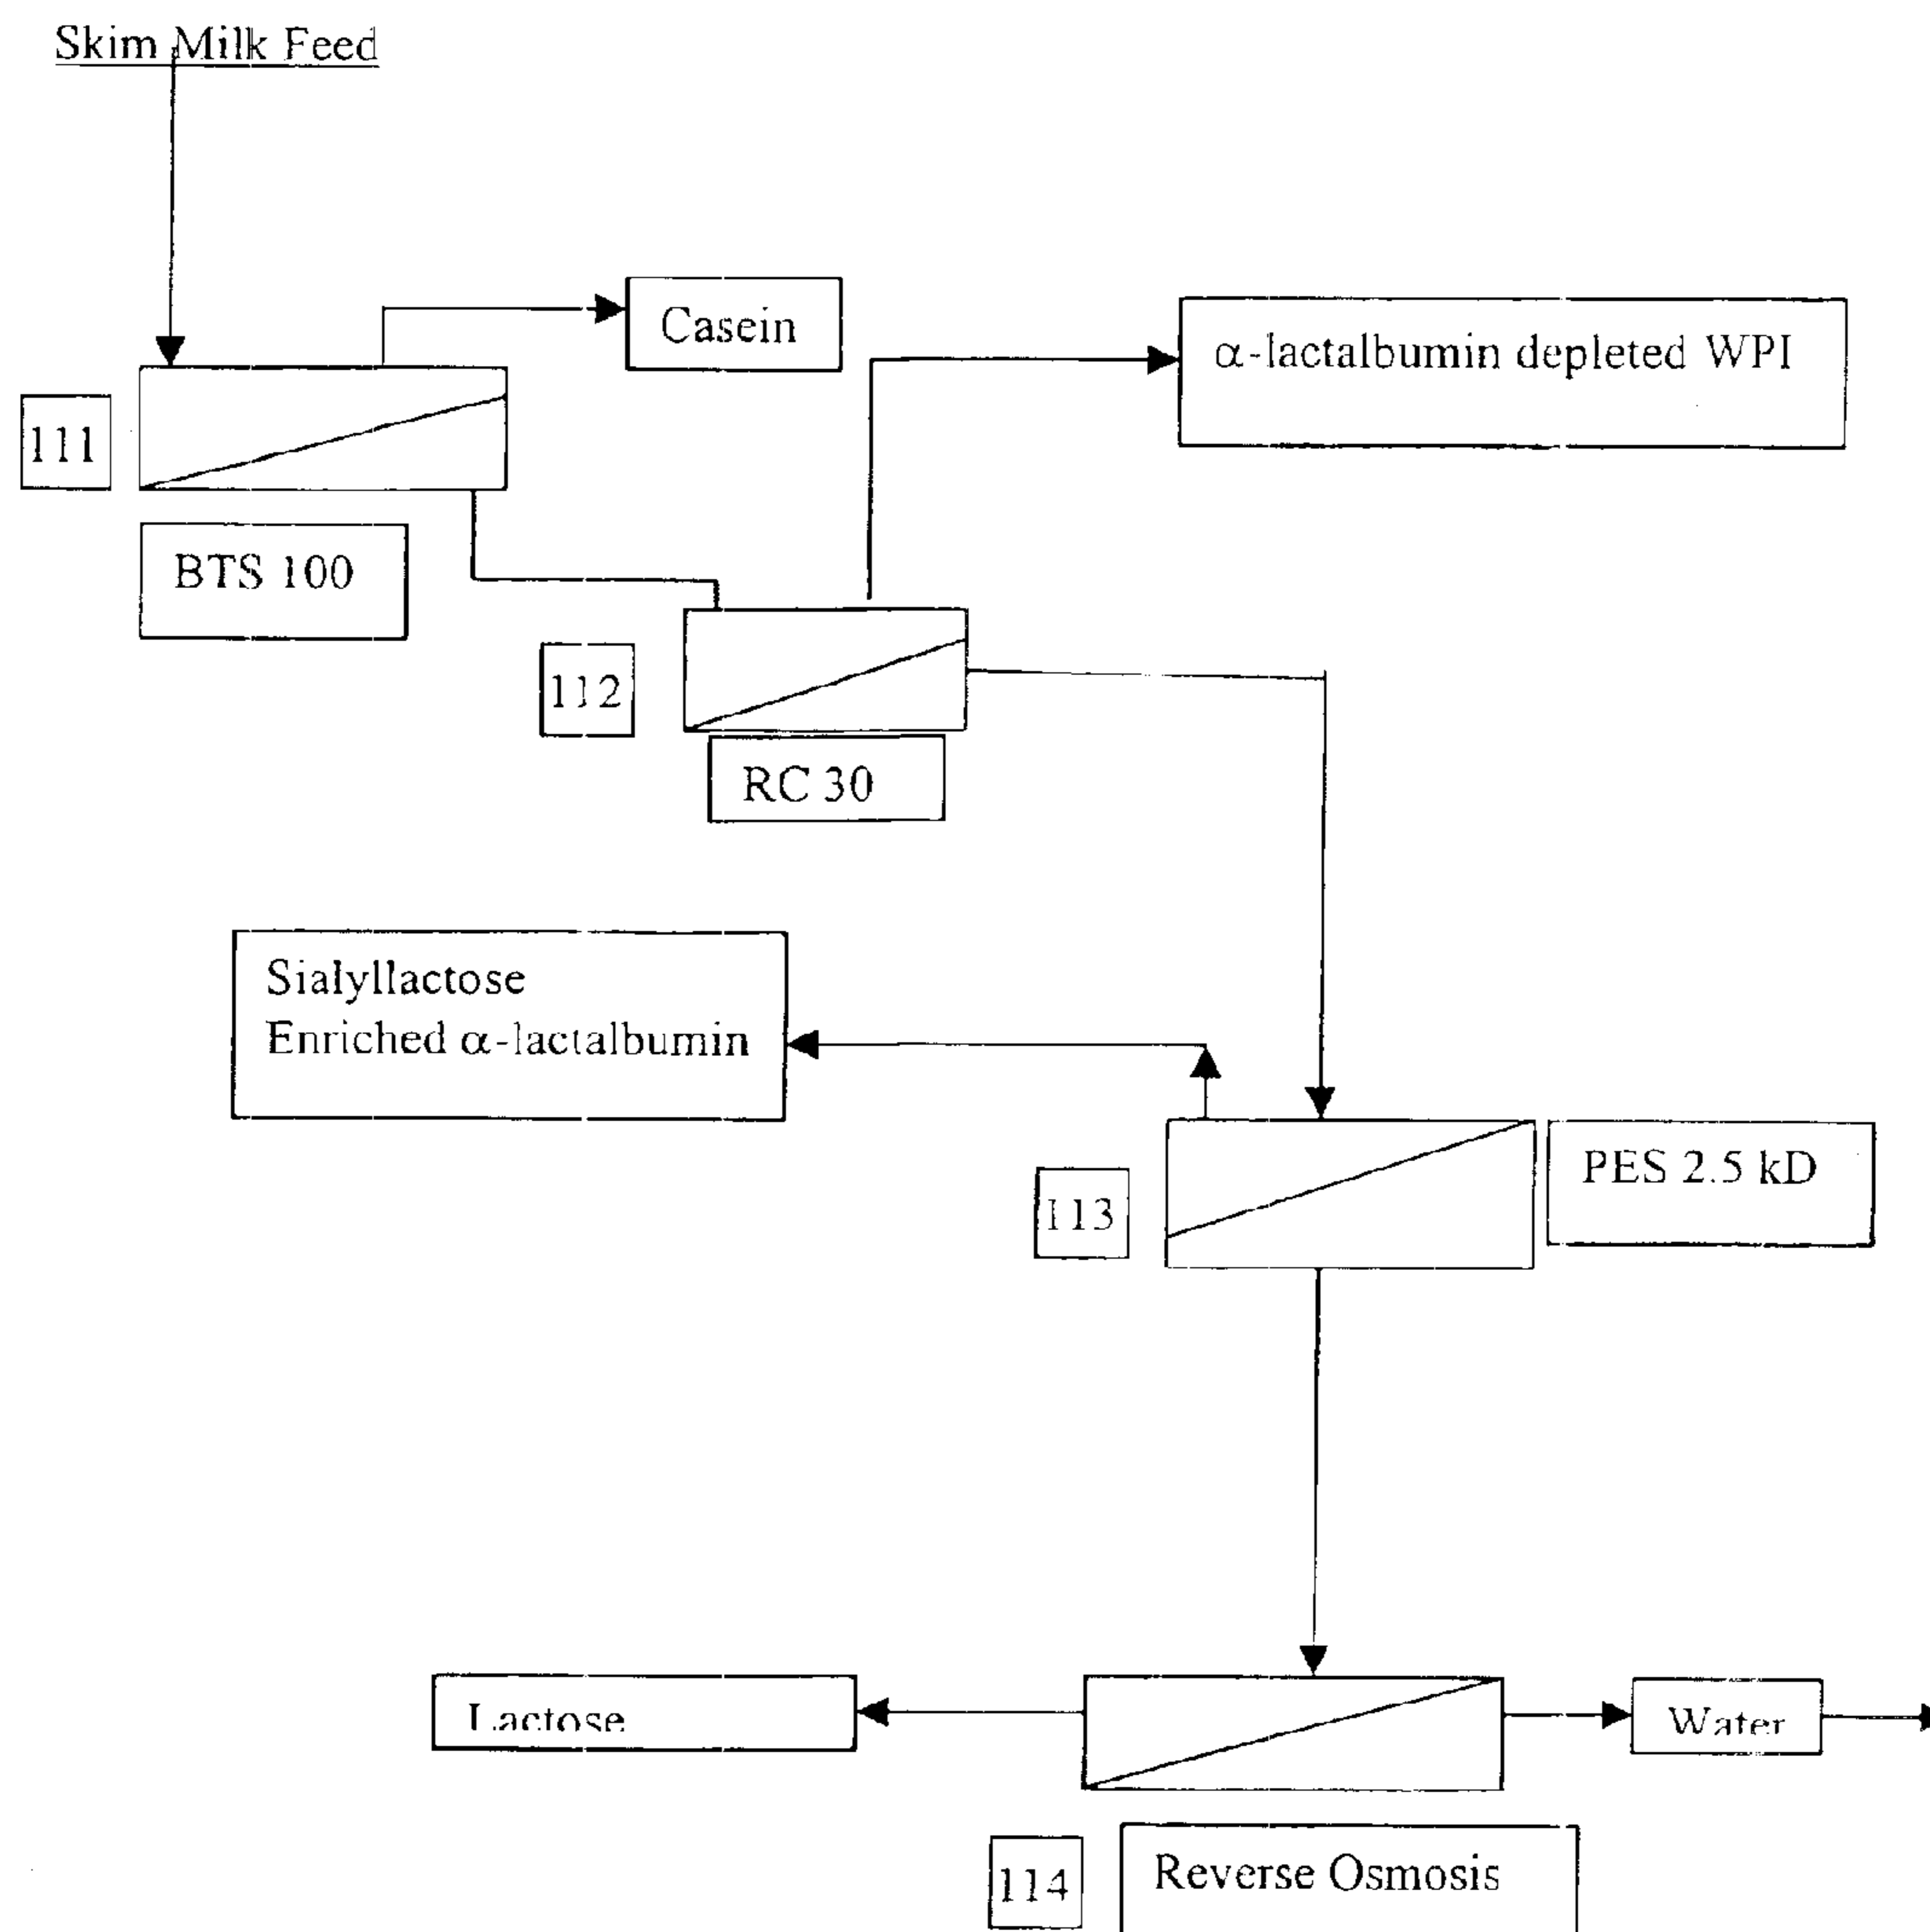 Skim Milk Feed
Casein
α-lactalbumin depleted WPI
111
BTS 100
112
RC 30
Sialyllactose
Enriched α-lactalbumin
113
PES 2.5 kD
Lactose
Water
114
Reverse Osmosis